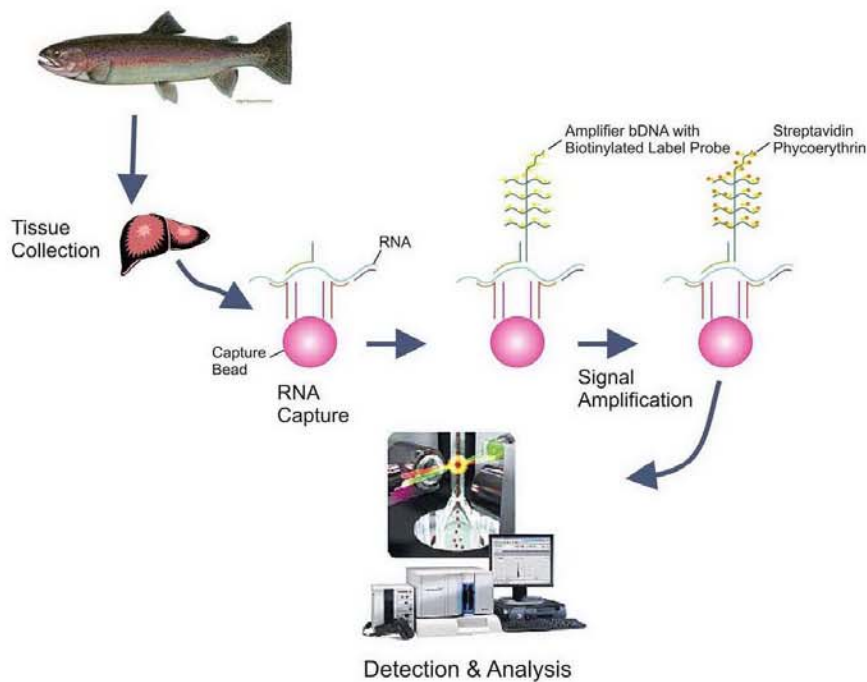 Amplifier bDNA with
Biotinylated Label Probe
Streptavidin
Phycoerythrin
Tissue
Collection
RNA
Capture
Bead
RNA
Capture
Signal
Amplification
Detection & Analysis